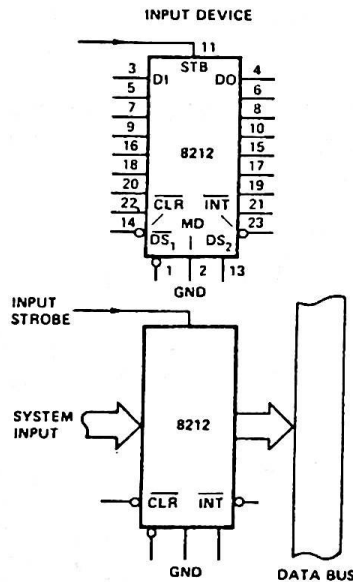 INPUT DEVICE
11
STB
3 DI DO 4
5 6
7 8
9 10
16 15
8212
18 17
20 19
22 CLR INT 21
14 MD 23
DS1 DS2
1 2 13
GND
INPUT
STROBE
SYSTEM
INPUT
8212
CLR INT
GND
DATA BUS